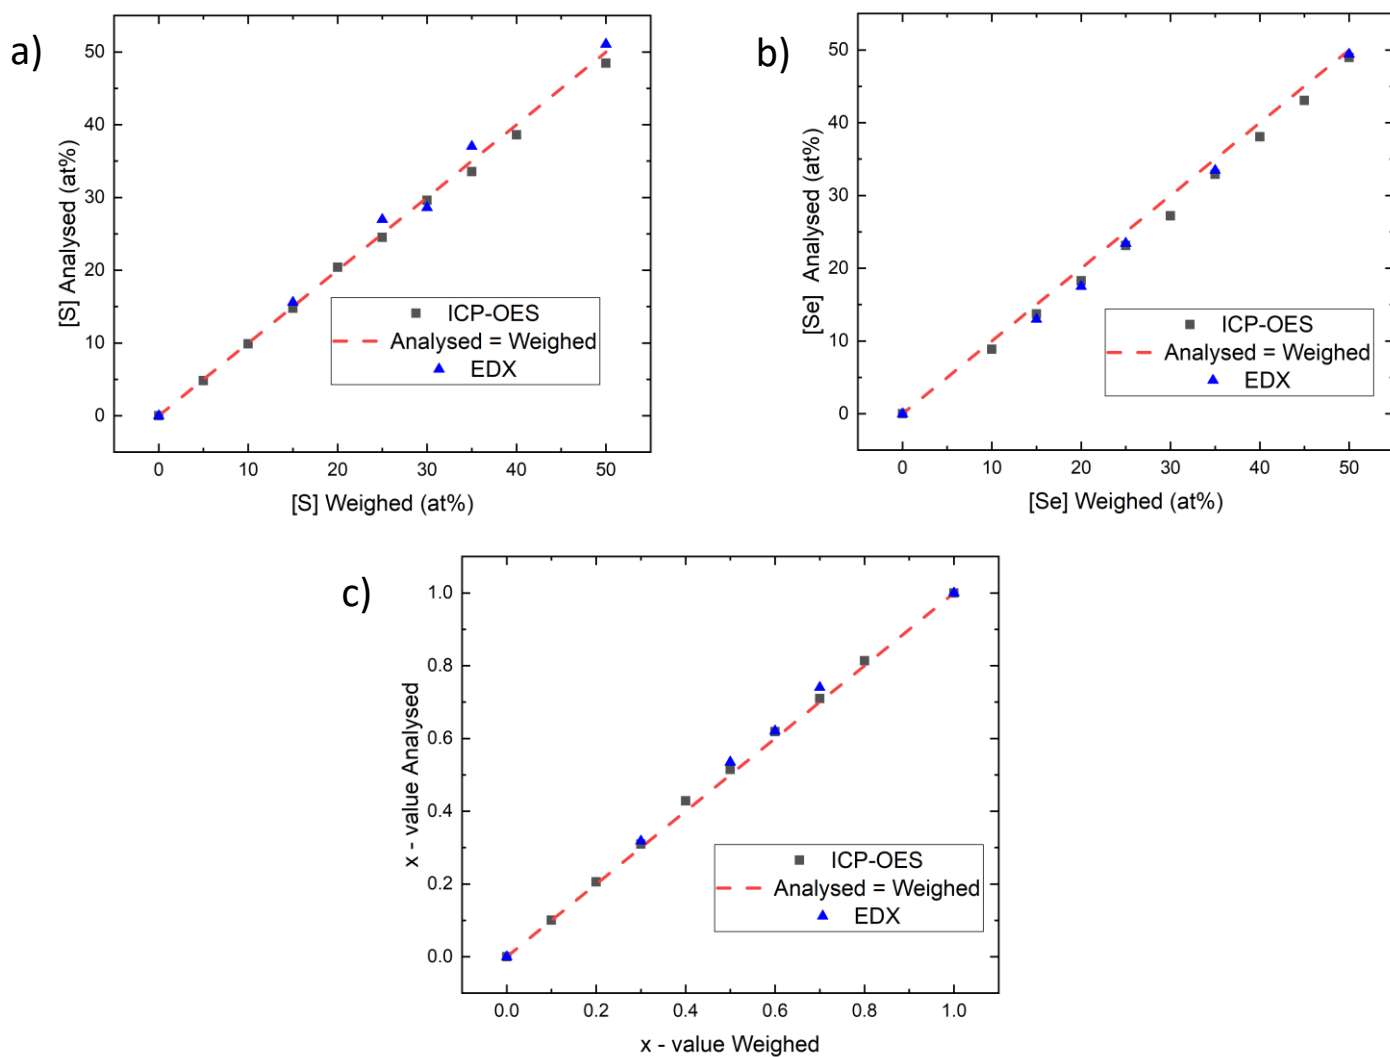 a)
50
40
30
20
10
0
[S] Analysed (at%)
ICP-OES
Analysed = Weighed
EDX
0 10 20 30 40 50
[S] Weighed (at%)
b)
50
40
30
20
10
0
[Se] Analysed (at%)
ICP-OES
Analysed = Weighed
EDX
0 10 20 30 40 50
[Se] Weighed (at%)
c)
1.0
0.8
0.6
0.4
0.2
0.0
x - value Analysed
ICP-OES
Analysed = Weighed
EDX
0.0 0.2 0.4 0.6 0.8 1.0
x - value Weighed